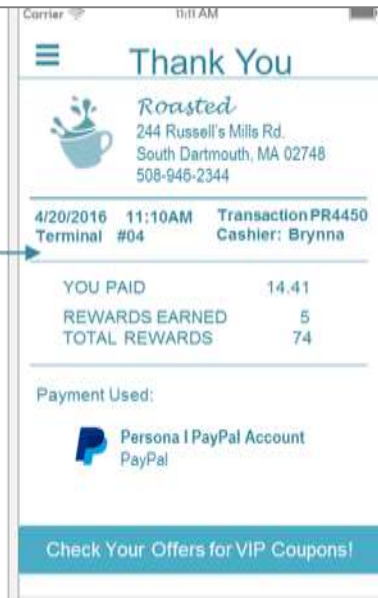 Carrier 11:11 AM
Thank You
Roasted
244 Russell's Mills Rd.
South Dartmouth, MA 02748
508-946-2344
4/20/2016 11:10AM Transaction PR4450
Terminal #04 Cashier: Brynna
YOU PAID 14.41
REWARDS EARNED 5
TOTAL REWARDS 74
Payment Used:
Persona l PayPal Account
PayPal
Check Your Offers for VIP Coupons!